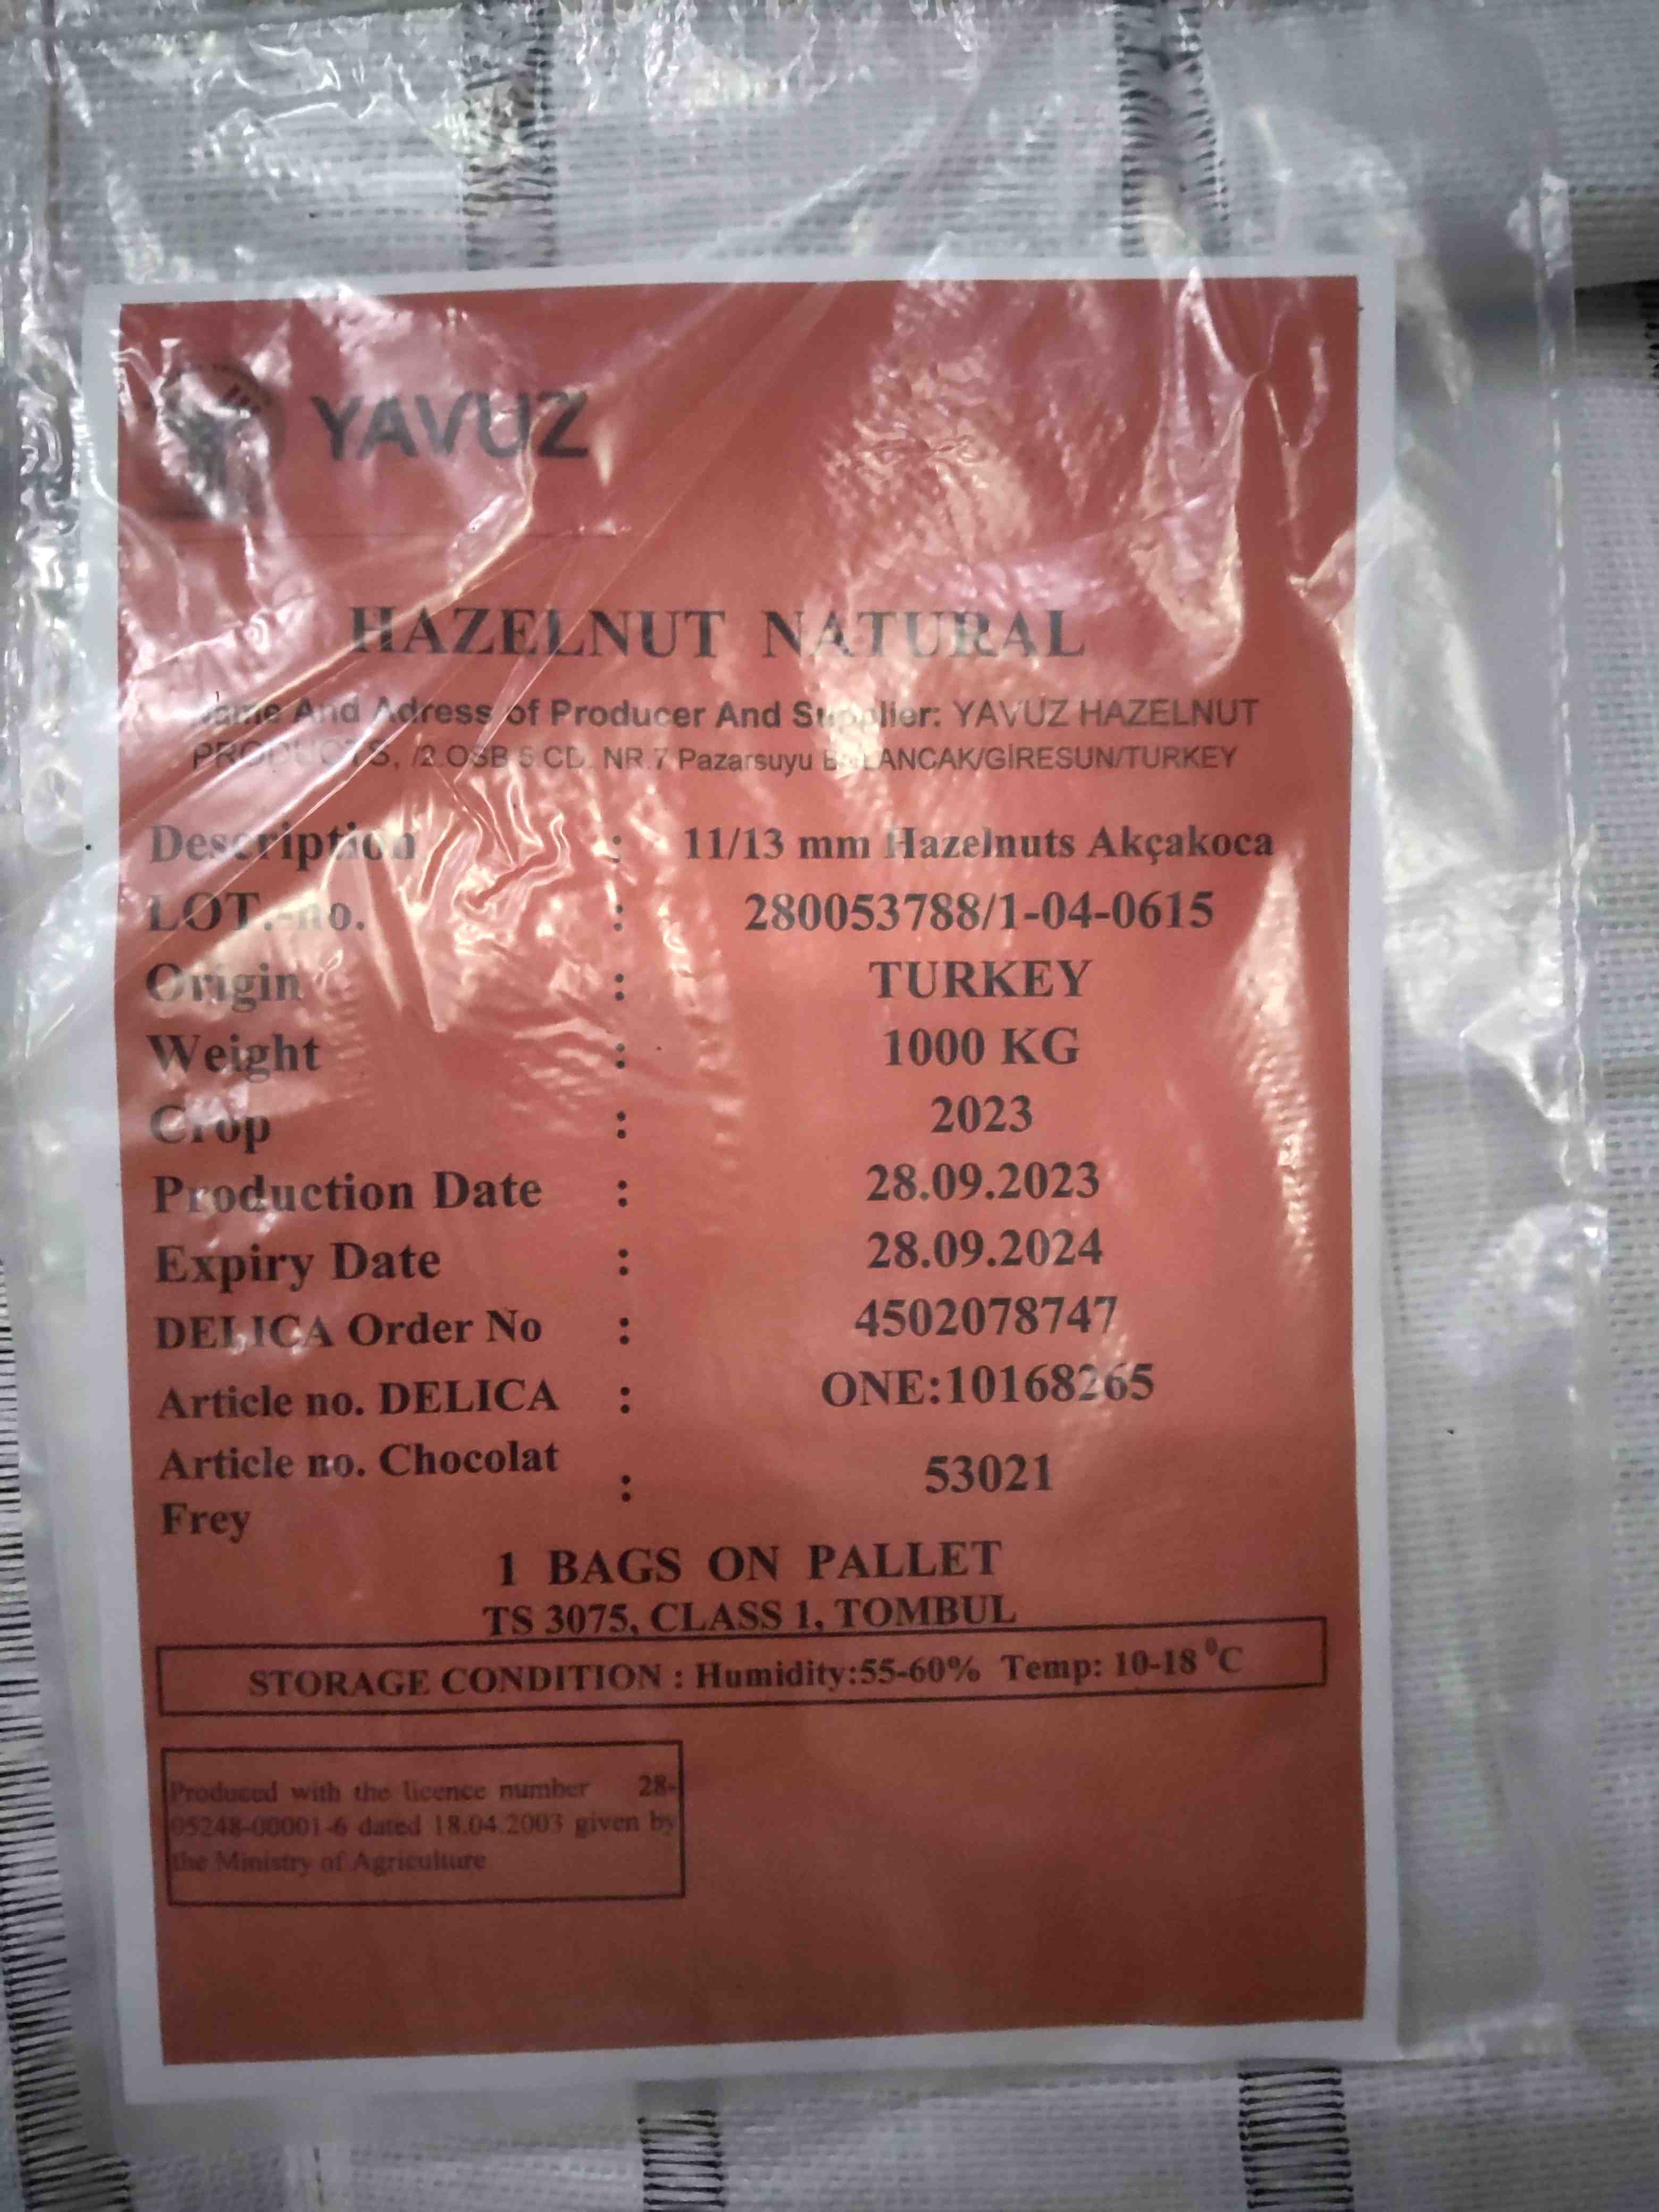 YAVUZ
HAZELNUT NATURAL
Name And Adress of Producer And Supplier: YAVUZ HAZELNUT
PRODUCTS, /2.OSB 5 CD. NR.7 Pazarsuyu LANCAK/GİRESUN/TURKEY
Description : 11/13 mm Hazelnuts Akçakoca
LOT.-no. : 280053788/1-04-0615
Origin : TURKEY
Weight : 1000 KG
Crop : 2023
Production Date : 28.09.2023
Expiry Date : 28.09.2024
DELICA Order No : 4502078747
Article no. DELICA : ONE:10168265
Article no. Chocolat : 53021
Frey
1 BAGS ON PALLET
TS 3075, CLASS 1, TOMBUL
STORAGE CONDITION : Humidity:55-60% Temp: 10-18 ⁰C
Produced with the licence number 28-
05248-00001-6 dated 18.04.2003 given by
the Ministry of Agriculture